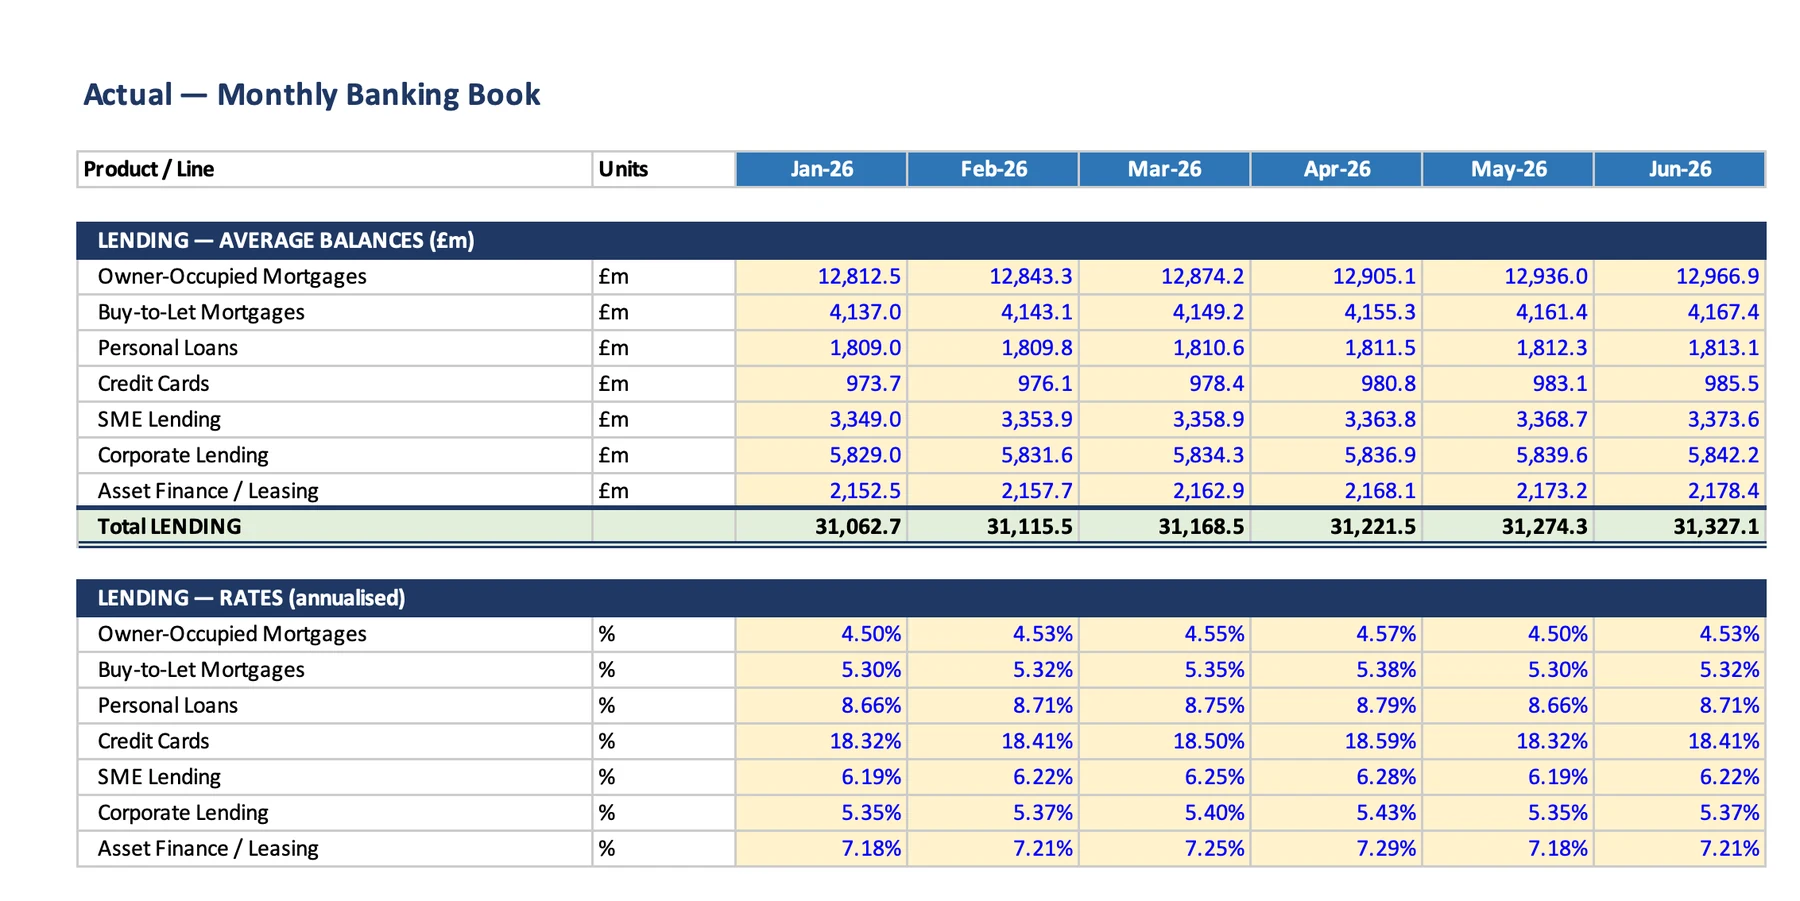 Actual — Monthly Banking Book
Product / Line Units Jan-26 Feb-26 Mar-26 Apr-26 May-26 Jun-26
LENDING — AVERAGE BALANCES (£m)
Owner-Occupied Mortgages £m 12,812.5 12,843.3 12,874.2 12,905.1 12,936.0 12,966.9
Buy-to-Let Mortgages £m 4,137.0 4,143.1 4,149.2 4,155.3 4,161.4 4,167.4
Personal Loans £m 1,809.0 1,809.8 1,810.6 1,811.5 1,812.3 1,813.1
Credit Cards £m 973.7 976.1 978.4 980.8 983.1 985.5
SME Lending £m 3,349.0 3,353.9 3,358.9 3,363.8 3,368.7 3,373.6
Corporate Lending £m 5,829.0 5,831.6 5,834.3 5,836.9 5,839.6 5,842.2
Asset Finance / Leasing £m 2,152.5 2,157.7 2,162.9 2,168.1 2,173.2 2,178.4
Total LENDING 31,062.7 31,115.5 31,168.5 31,221.5 31,274.3 31,327.1
LENDING — RATES (annualised)
Owner-Occupied Mortgages % 4.50% 4.53% 4.55% 4.57% 4.50% 4.53%
Buy-to-Let Mortgages % 5.30% 5.32% 5.35% 5.38% 5.30% 5.32%
Personal Loans % 8.66% 8.71% 8.75% 8.79% 8.66% 8.71%
Credit Cards % 18.32% 18.41% 18.50% 18.59% 18.32% 18.41%
SME Lending % 6.19% 6.22% 6.25% 6.28% 6.19% 6.22%
Corporate Lending % 5.35% 5.37% 5.40% 5.43% 5.35% 5.37%
Asset Finance / Leasing % 7.18% 7.21% 7.25% 7.29% 7.18% 7.21%